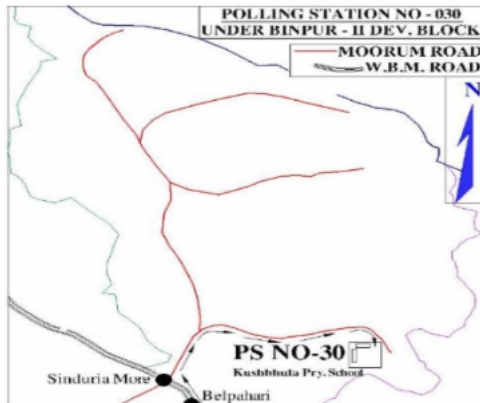 POLLING STATION NO - 030
UNDER BINPUR - II DEV. BLOCK
MOORUM ROAD
W.B.M. ROAD
N
PS NO-30
Kushbhula Pry. School
Sinduria More
Belpahari